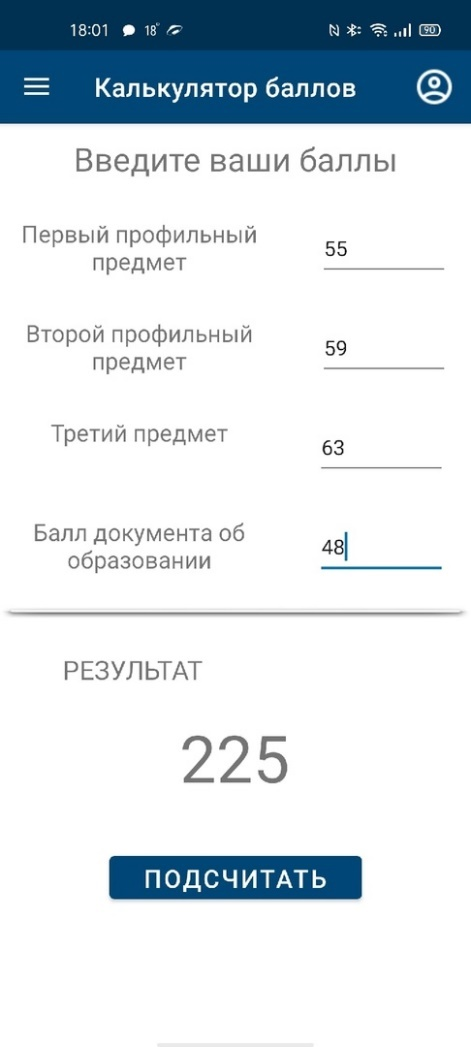 18:01 18° 90
Калькулятор баллов
Введите ваши баллы
Первый профильный
предмет
55
Второй профильный
предмет
59
Третий предмет
63
Балл документа об
образовании
48
РЕЗУЛЬТАТ
225
ПОДСЧИТАТЬ